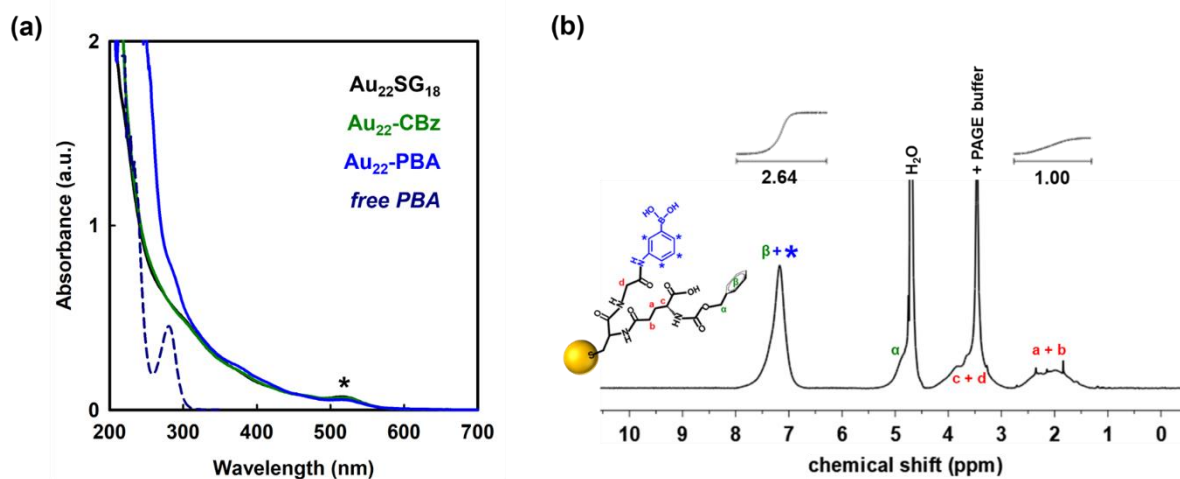 (a)
2
1
0
Absorbance (a.u.)
Au₂₂SG₁₈
Au₂₂-CBz
Au₂₂-PBA
free PBA
*
200 300 400 500 600 700
Wavelength (nm)
(b)
2.64
H₂O
+ PAGE buffer
1.00
β + *
α
c + d
a + b
HO
OH
B
*
*
*
*
N
H
O
d
NH
O
a
c
O
OH
β
b
O
N
H
N
H
O
O
α
S
10 9 8 7 6 5 4 3 2 1 0
chemical shift (ppm)